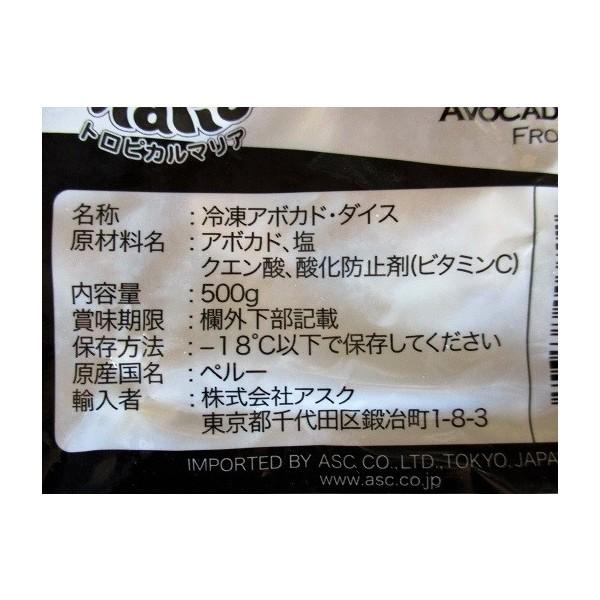 トロピカルマリア
AVOCAD
FRO
名称 : 冷凍アボカド・ダイス
原材料名 : アボカド、塩
クエン酸、酸化防止剤(ビタミンC)
内容量 : 500g
賞味期限 : 欄外下部記載
保存方法 : −18℃以下で保存してください
原産国名 : ペルー
輸入者 : 株式会社アスク
東京都千代田区鍛冶町1-8-3
IMPORTED BY ASC CO., LTD., TOKYO, JAPA
www.asc.co.jp